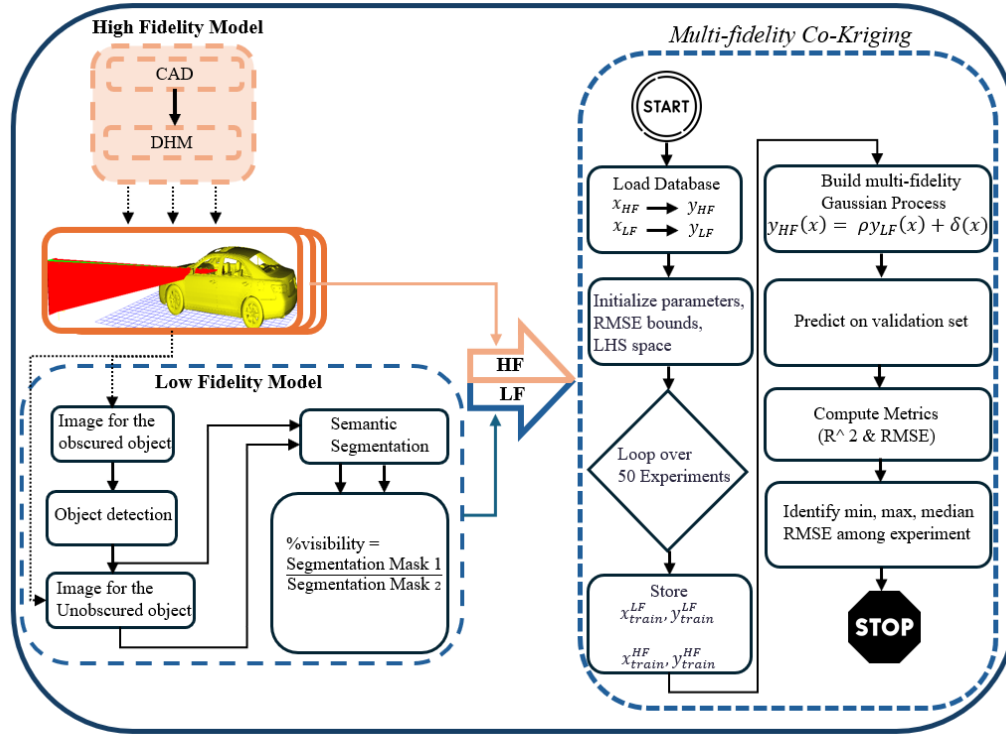 High Fidelity Model
CAD
DHM
Low Fidelity Model
Image for the
obscured object
Object detection
Image for the
Unobscured object
Semantic
Segmentation
%visibility =
Segmentation Mask 1
Segmentation Mask 2
HF
LF
Multi-fidelity Co-Kriging
START
Load Database
x_HF → y_HF
x_LF → y_LF
Initialize parameters,
RMSE bounds,
LHS space
Loop over
50 Experiments
Store
x_train^LF, y_train^LF
x_train^HF, y_train^HF
Build multi-fidelity
Gaussian Process
y_HF(x) = ρy_LF(x) + δ(x)
Predict on validation set
Compute Metrics
(R^ 2 & RMSE)
Identify min, max, median
RMSE among experiment
STOP